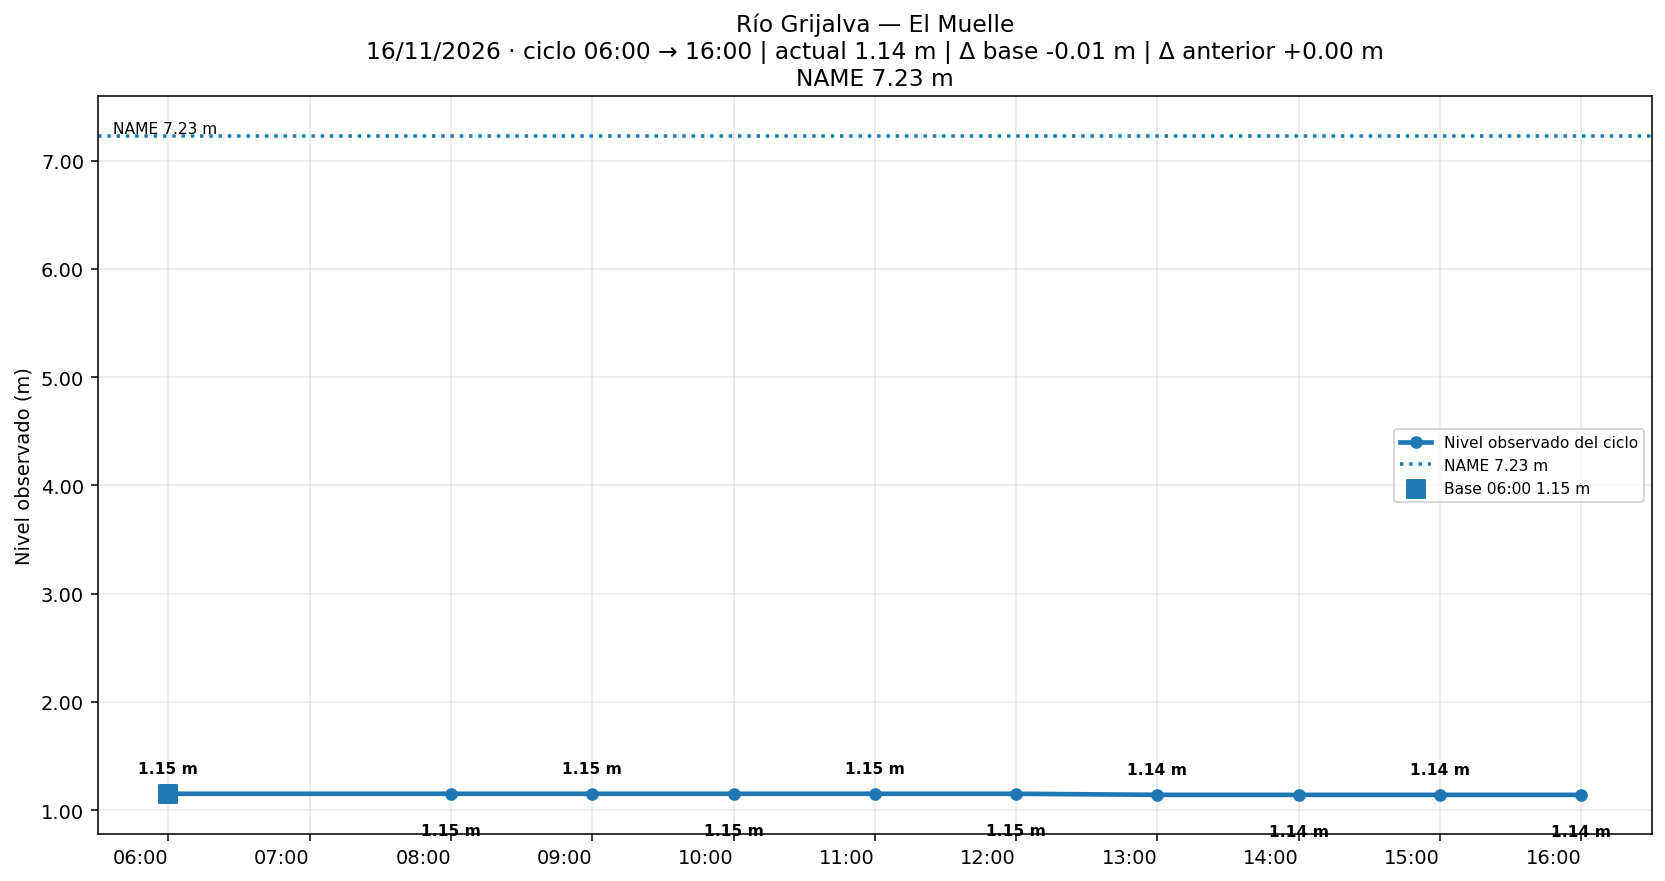 Río Grijalva — El Muelle
16/11/2026 · ciclo 06:00 → 16:00 | actual 1.14 m | Δ base -0.01 m | Δ anterior +0.00 m
NAME 7.23 m
NAME 7.23 m
7.00
6.00
5.00
4.00
3.00
2.00
1.00
Nivel observado (m)
Nivel observado del ciclo
NAME 7.23 m
Base 06:00 1.15 m
1.15 m
1.15 m
1.15 m
1.14 m
1.14 m
1.15 m
1.15 m
1.15 m
1.14 m
1.14 m
06:00
07:00
08:00
09:00
10:00
11:00
12:00
13:00
14:00
15:00
16:00